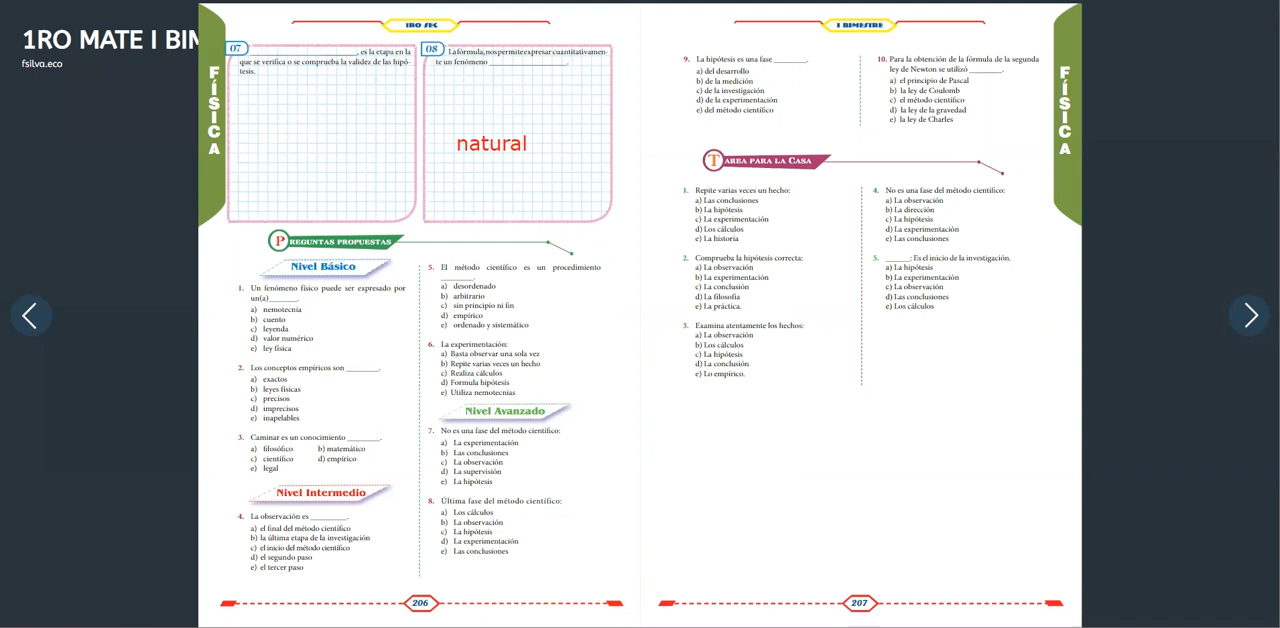 1RO MATE I BIM
fsilva.eco
1RO SEC
FÍSICA
07 ____________________, es la etapa en la
que se verifica o se comprueba la validez de las hipó-
tesis.
08 La fórmula, nos permite expresar cuantitativamen-
te un fenómeno ______________.
natural
PREGUNTAS PROPUESTAS
Nivel Básico
1. Un fenómeno físico puede ser expresado por
un(a)_______.
a) nemotecnia
b) cuento
c) leyenda
d) valor numérico
e) ley física
2. Los conceptos empíricos son ________.
a) exactos
b) leyes físicas
c) precisos
d) imprecisos
e) inapelables
3. Caminar es un conocimiento ________.
a) filosófico b) matemático
c) científico d) empírico
e) legal
Nivel Intermedio
4. La observación es _________.
a) el final del método científico
b) la última etapa de la investigación
c) el inicio del método científico
d) el segundo paso
e) el tercer paso
5. El método científico es un procedimiento
________.
a) desordenado
b) arbitrario
c) sin principio ni fin
d) empírico
e) ordenado y sistemático
6. La experimentación:
a) Basta observar una sola vez
b) Repite varias veces un hecho
c) Realiza cálculos
d) Formula hipótesis
e) Utiliza nemotecnias
Nivel Avanzado
7. No es una fase del método científico:
a) La experimentación
b) Las conclusiones
c) La observación
d) La supervisión
e) La hipótesis
8. Última fase del método científico:
a) Los cálculos
b) La observación
c) La hipótesis
d) La experimentación
e) Las conclusiones
206
I BIMESTRE
FÍSICA
9. La hipótesis es una fase ________.
a) del desarrollo
b) de la medición
c) de la investigación
d) de la experimentación
e) del método científico
10. Para la obtención de la fórmula de la segunda
ley de Newton se utilizó ________.
a) el principio de Pascal
b) la ley de Coulomb
c) el método científico
d) la ley de la gravedad
e) la ley de Charles
TAREA PARA LA CASA
1. Repite varias veces un hecho:
a) Las conclusiones
b) La hipótesis
c) La experimentación
d) Los cálculos
e) La historia
2. Comprueba la hipótesis correcta:
a) La observación
b) La experimentación
c) La conclusión
d) La filosofía
e) La práctica.
3. Examina atentamente los hechos:
a) La observación
b) Los cálculos
c) La hipótesis
d) La conclusión
e) Lo empírico.
4. No es una fase del método científico:
a) La observación
b) La dirección
c) La hipótesis
d) La experimentación
e) Las conclusiones
5. ______: Es el inicio de la investigación.
a) La hipótesis
b) La experimentación
c) La observación
d) Las conclusiones
e) Los cálculos
207